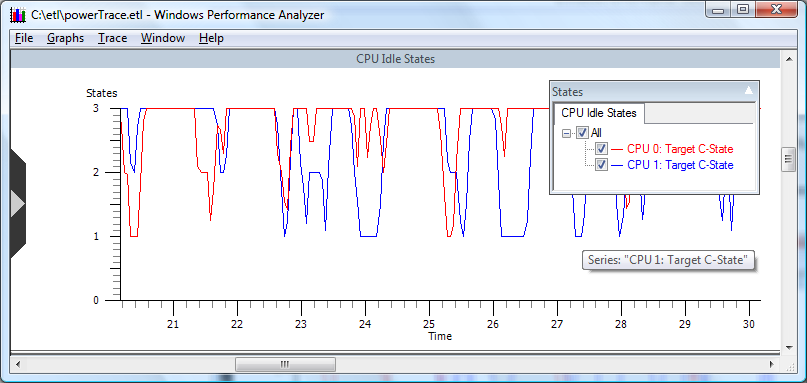 C:\etl\powerTrace.etl - Windows Performance Analyzer
File Graphs Trace Window Help
CPU Idle States
States
3
2
1
0
21 22 23 24 25 26 27 28 29 30
Time
States
CPU Idle States
All
CPU 0: Target C-State
CPU 1: Target C-State
Series: "CPU 1: Target C-State"